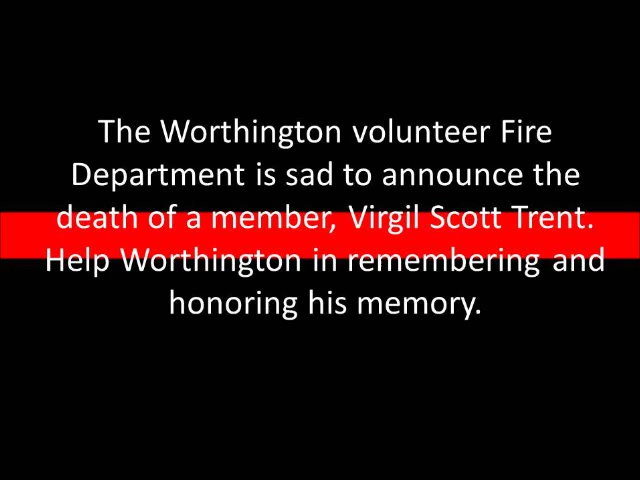 The Worthington volunteer Fire
Department is sad to announce the
death of a member, Virgil Scott Trent.
Help Worthington in remembering and
honoring his memory.